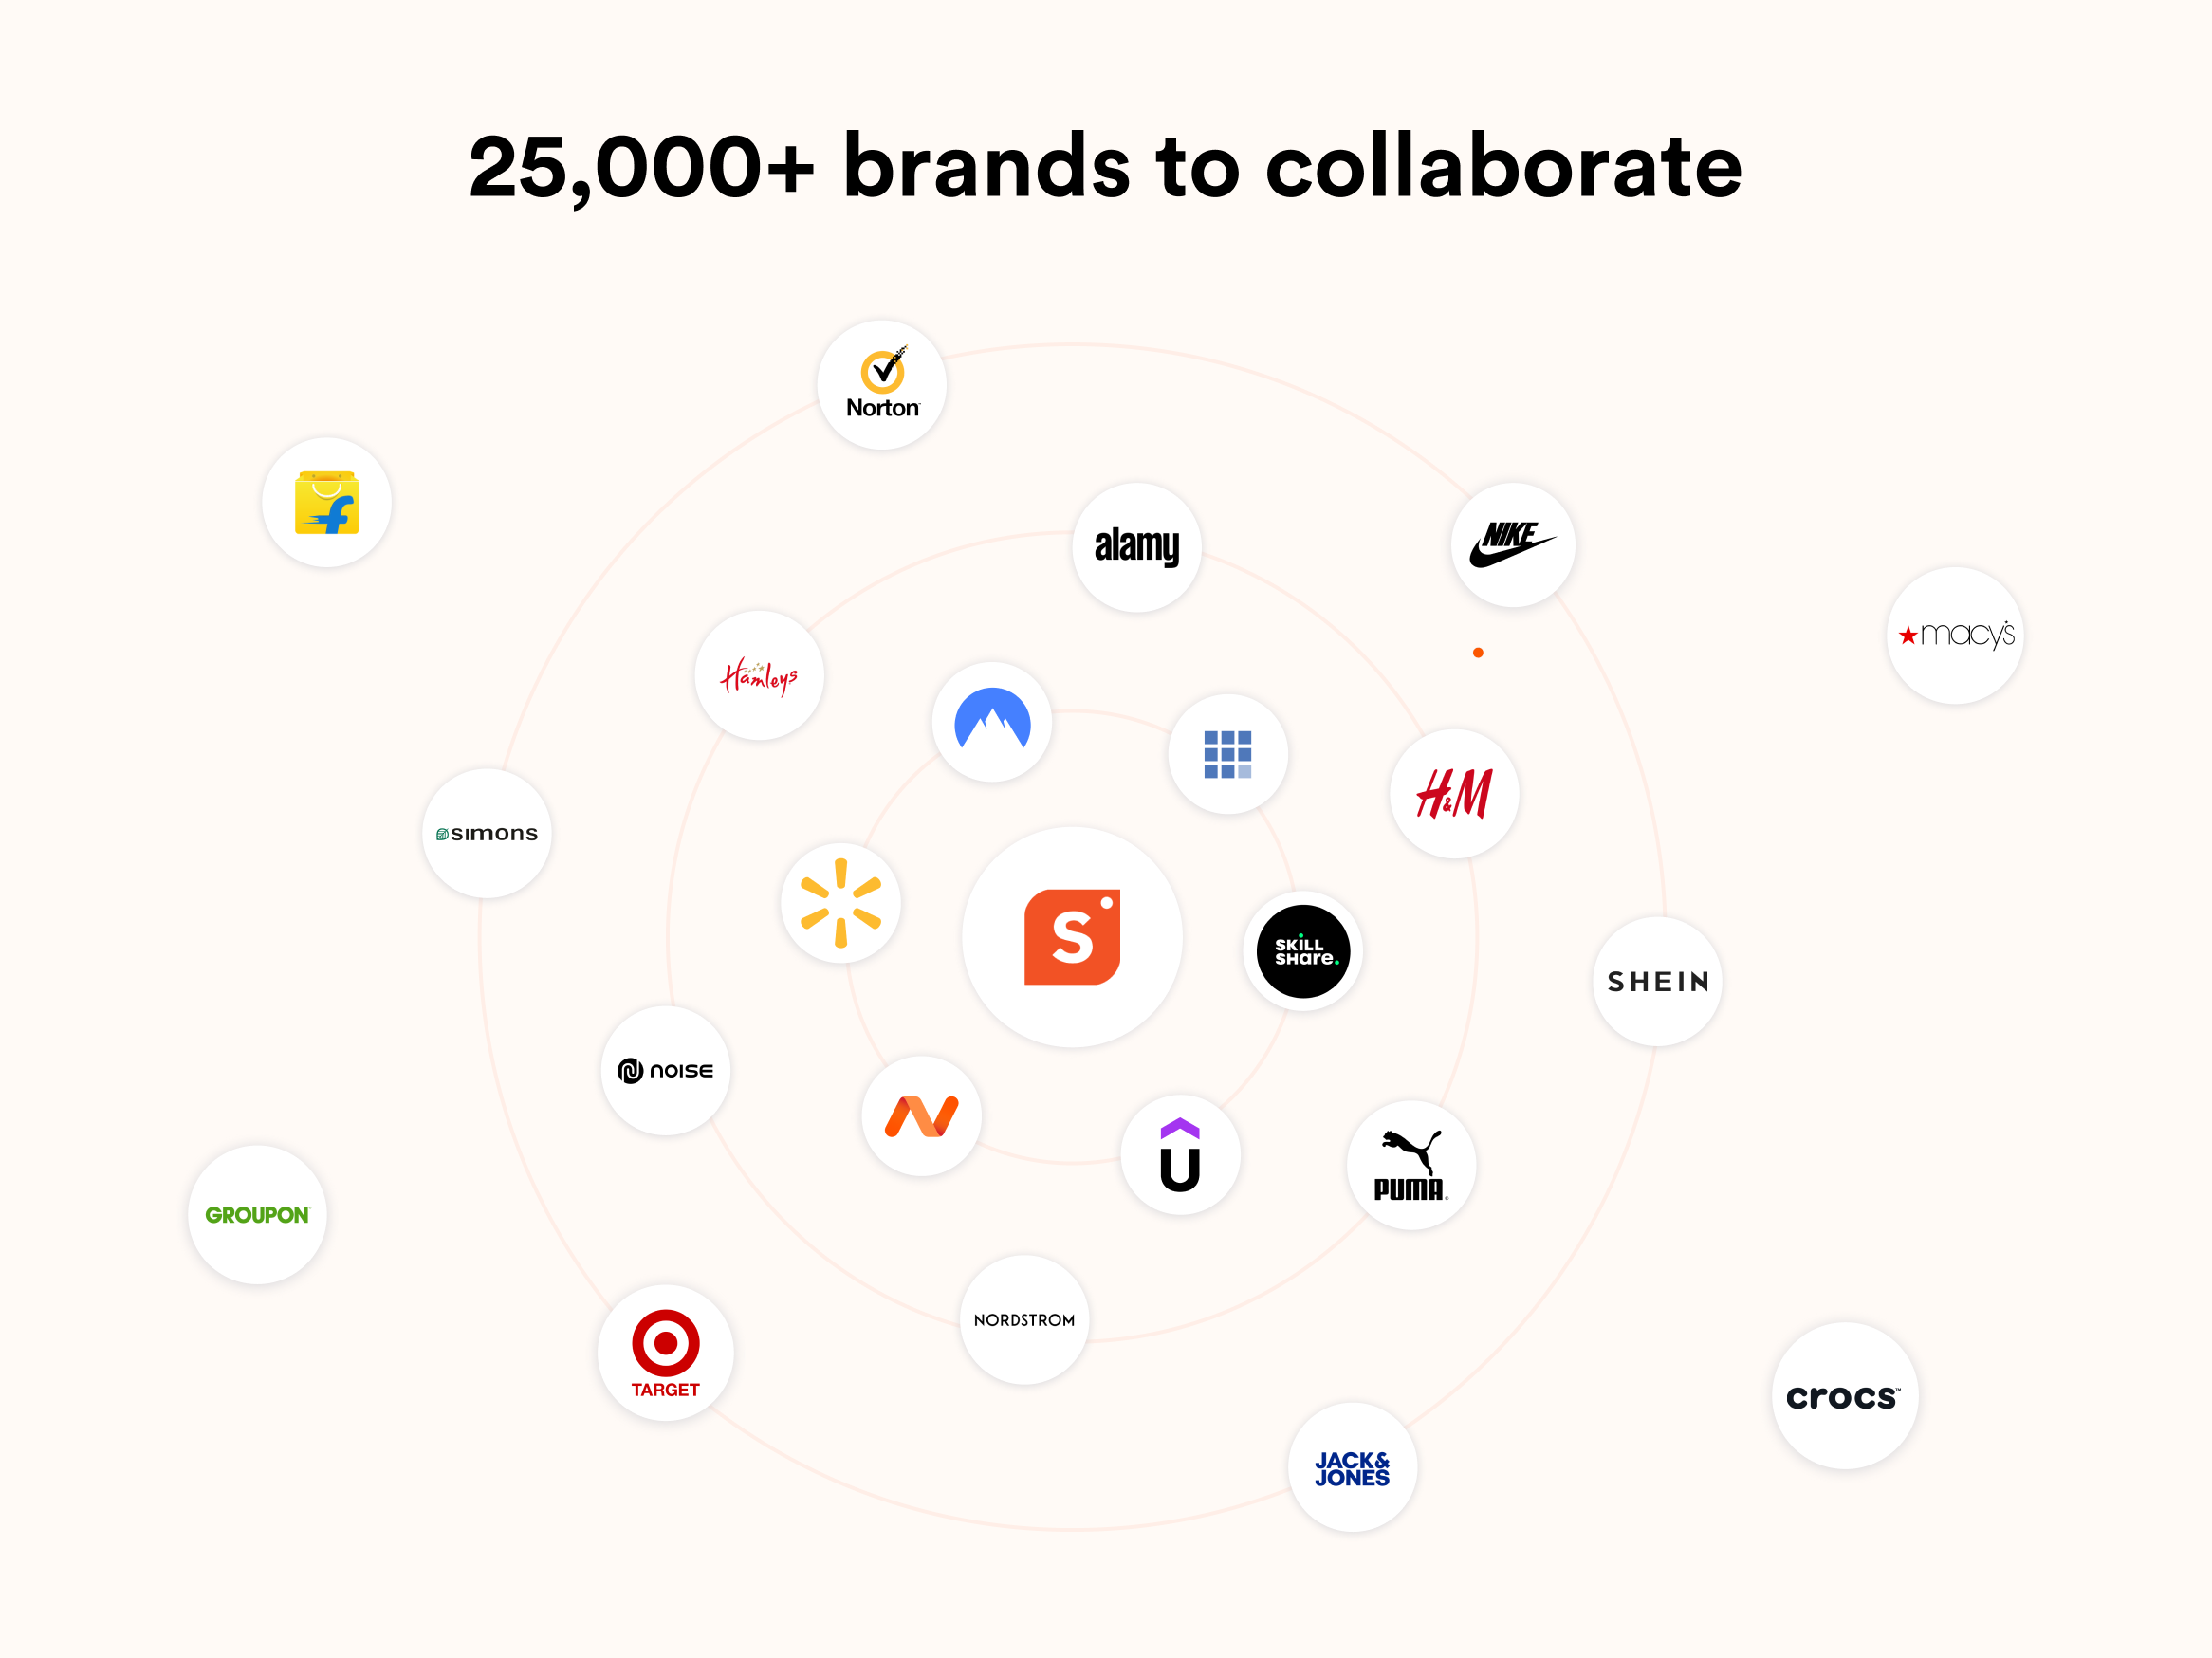 25,000+ brands to collaborate
Norton
f
alamy
NIKE
macy's
Hamleys
H&M
simons
S
SKILL
SHare.
SHEIN
NOISE
U
PUMA
GROUPON
NORDSTROM
TARGET
crocs™
JACK&
JONES